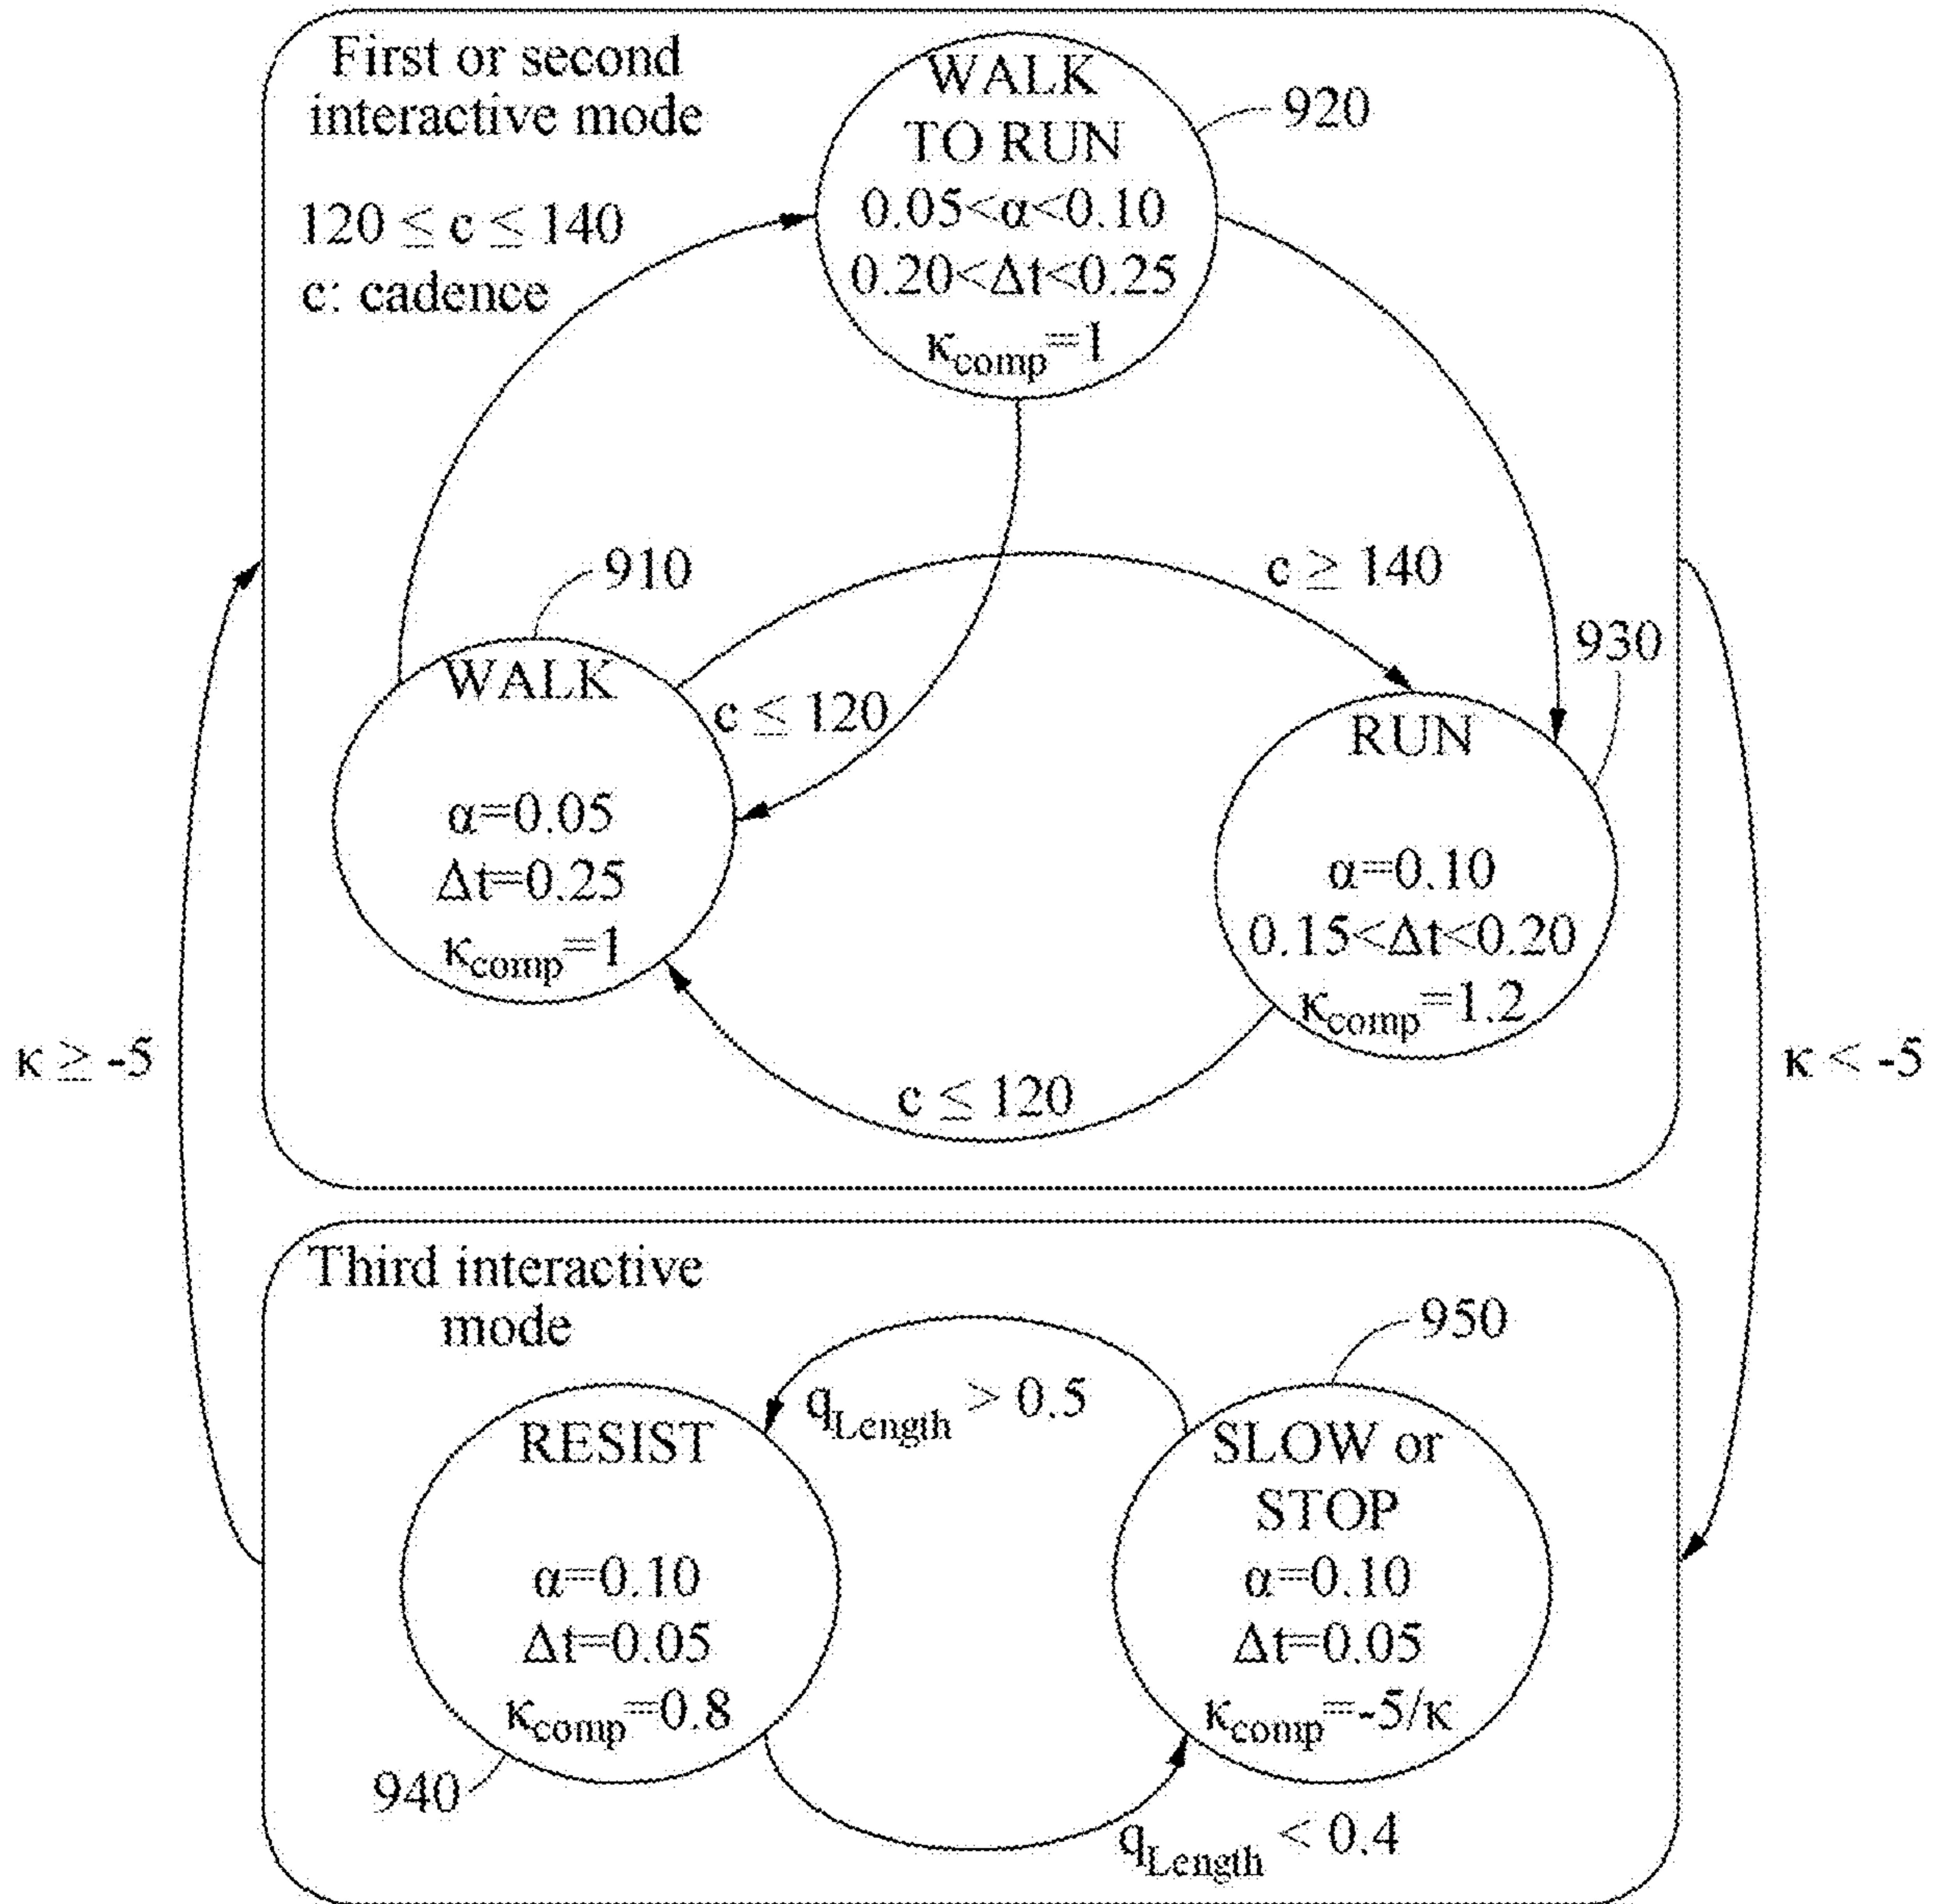 First or second
interactive mode
120 ≤ c ≤ 140
c: cadence
WALK
TO RUN
0.05<α<0.10
0.20<Δt<0.25
κcomp=1
920
910
c ≥ 140
930
WALK
α=0.05
Δt=0.25
κcomp=1
c ≤ 120
RUN
α=0.10
0.15<Δt<0.20
κcomp=1.2
c ≤ 120
κ ≥ -5
κ < -5
Third interactive
mode
950
qLength > 0.5
RESIST
α=0.10
Δt=0.05
κcomp=0.8
940
SLOW or
STOP
α=0.10
Δt=0.05
κcomp=-5/κ
qLength < 0.4